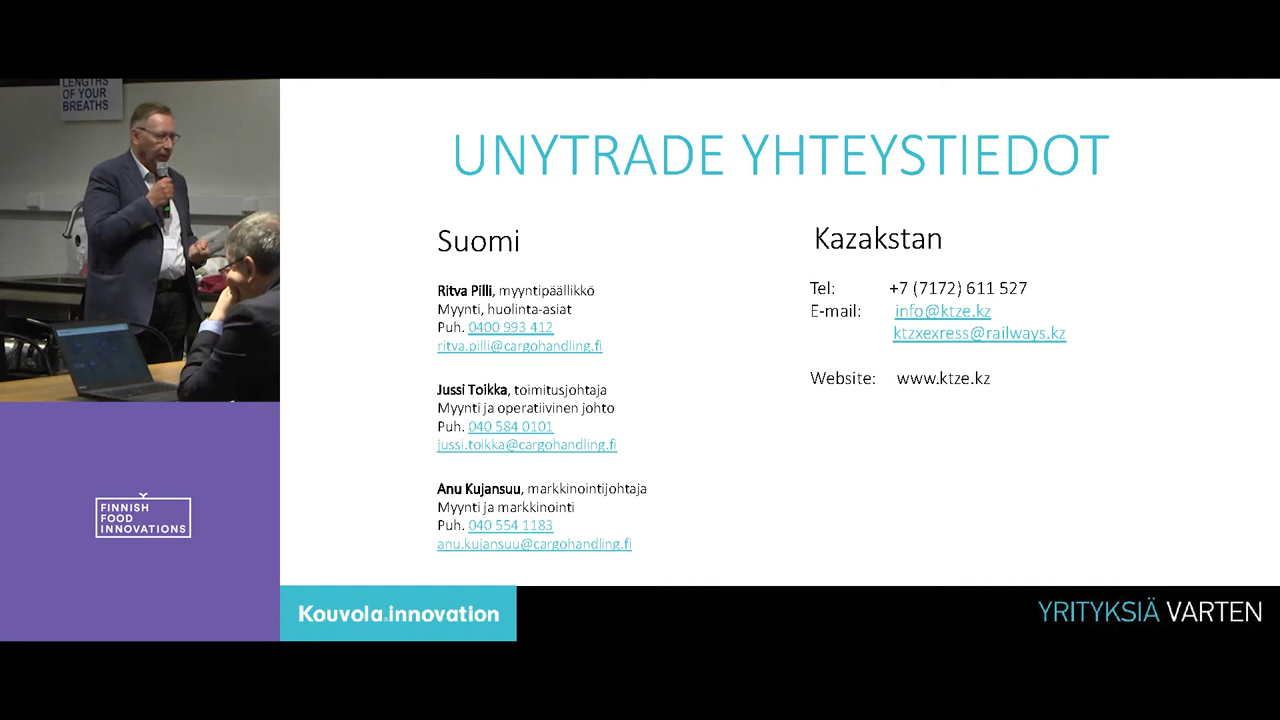 LENGTHS
OF YOUR
BREATHS
UNYTRADE YHTEYSTIEDOT
Suomi
Ritva Pilli, myyntipäällikkö
Myynti, huolinta-asiat
Puh. 0400 993 412
ritva.pilli@cargohandling.fi
Jussi Toikka, toimitusjohtaja
Myynti ja operatiivinen johto
Puh. 040 584 0101
jussi.toikka@cargohandling.fi
Anu Kujansuu, markkinointijohtaja
Myynti ja markkinointi
Puh. 040 554 1183
anu.kujansuu@cargohandling.fi
Kazakstan
Tel: +7 (7172) 611 527
E-mail: info@ktze.kz
ktzxexress@railways.kz
Website: www.ktze.kz
FINNISH
FOOD
INNOVATIONS
Kouvola.innovation
YRITYKSIÄ VARTEN